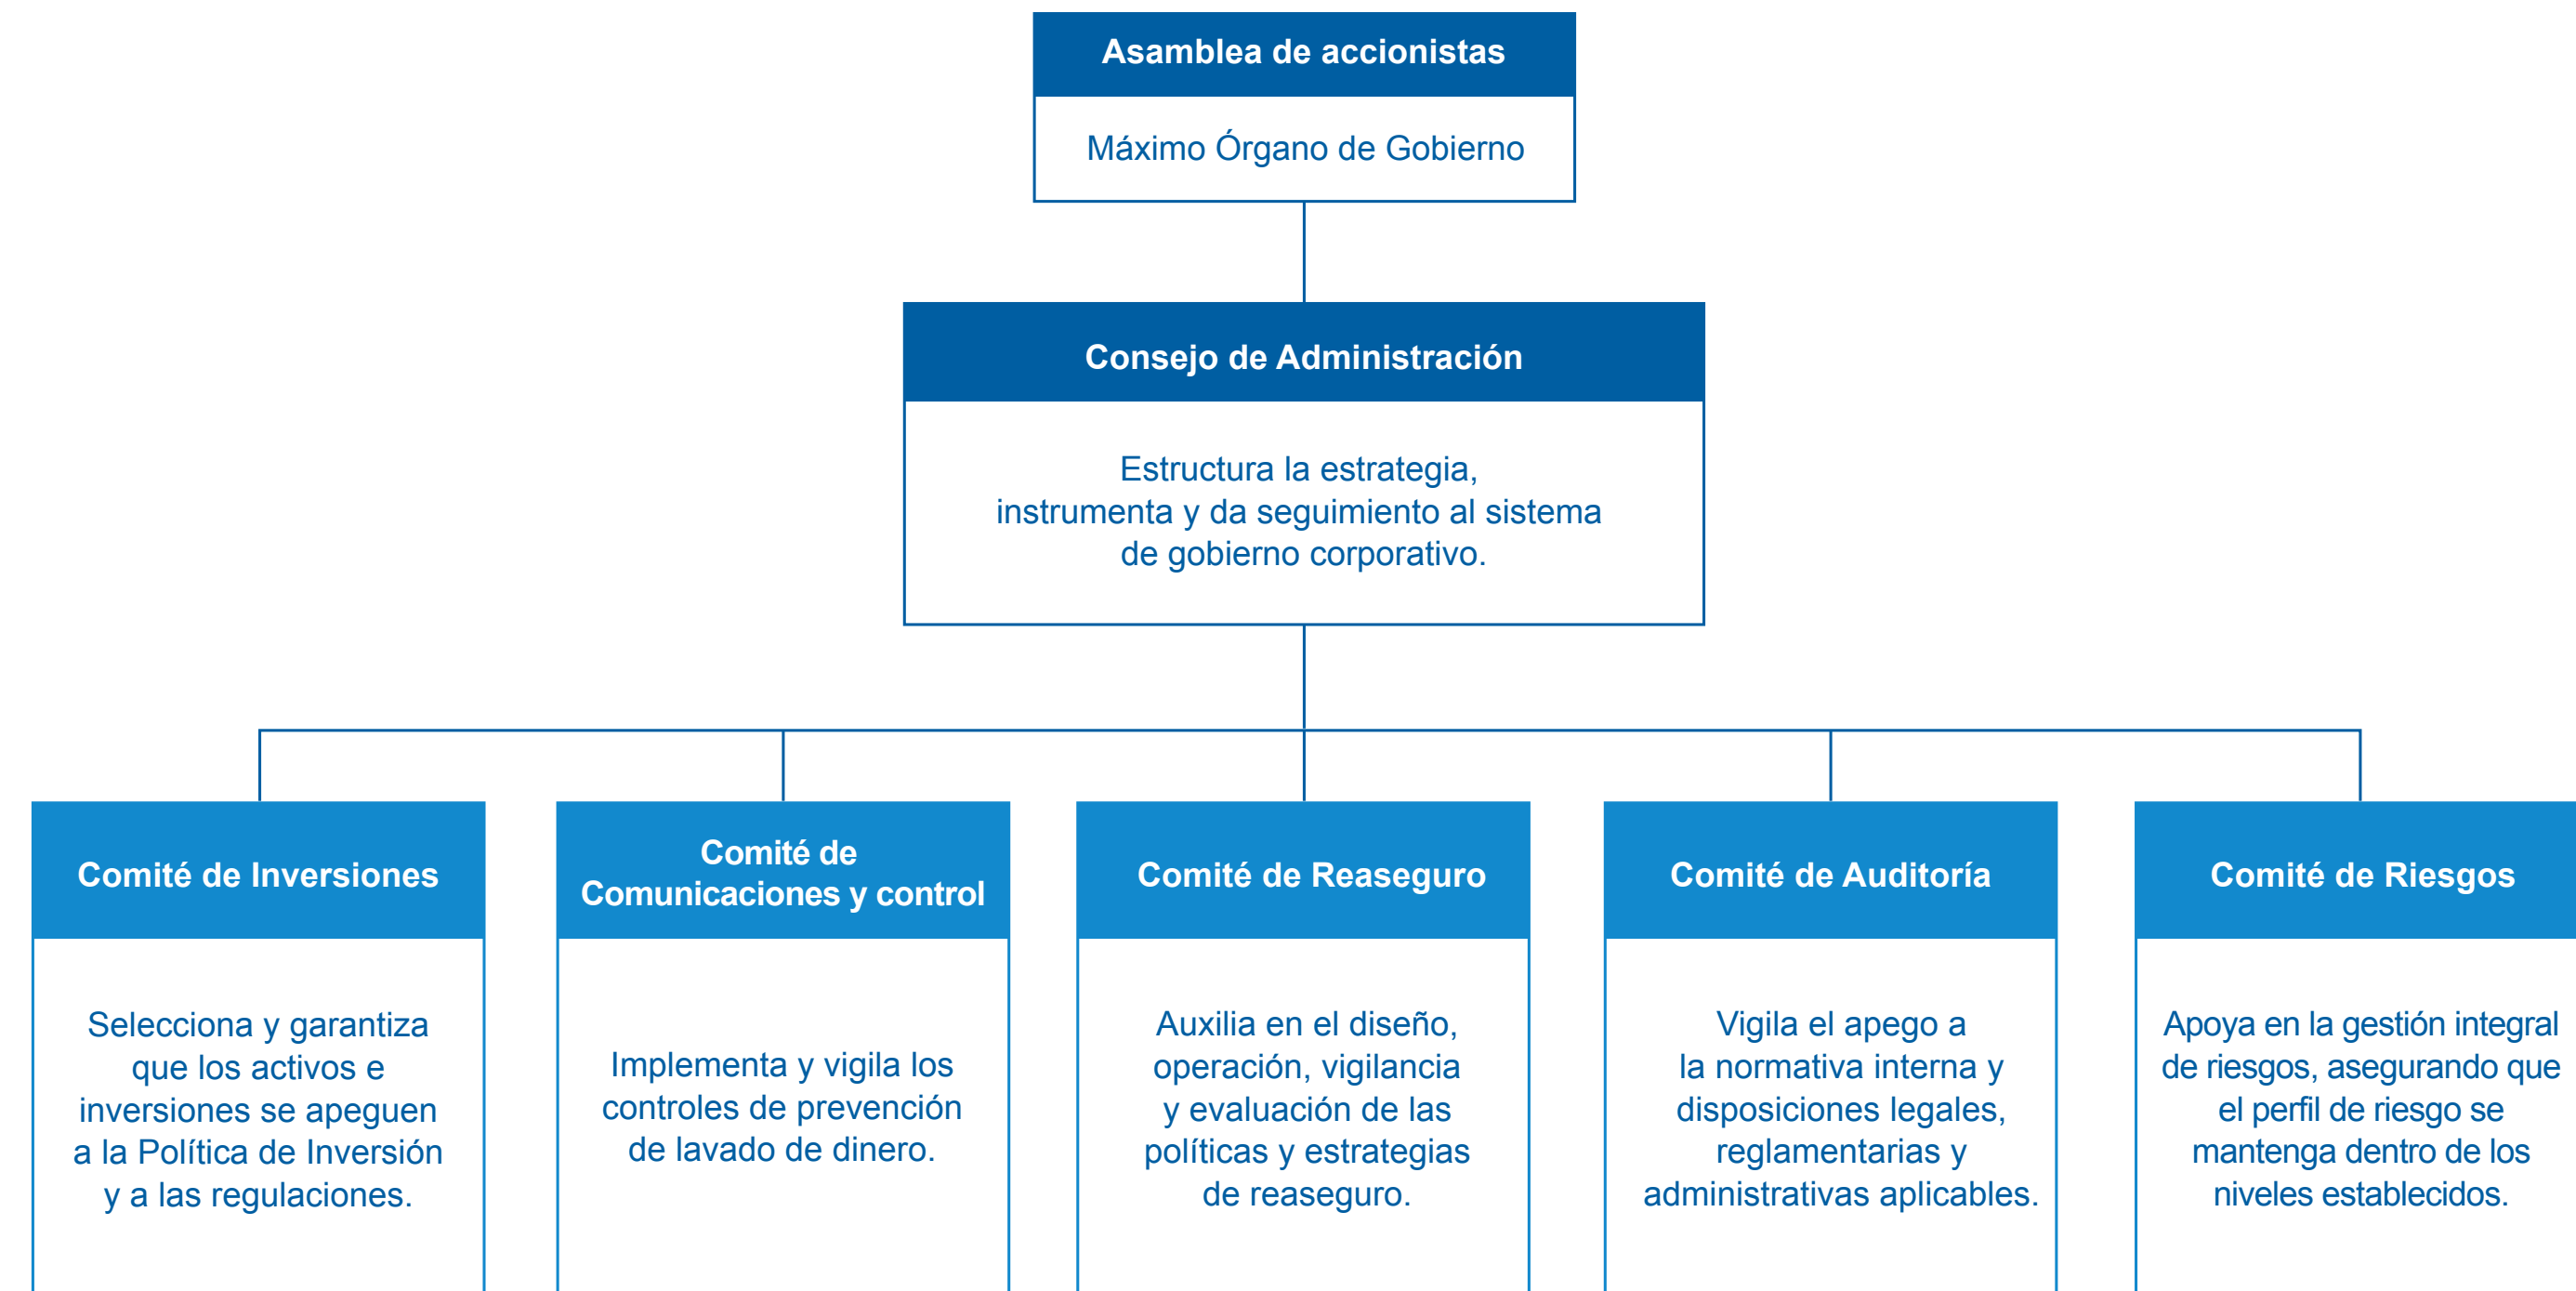 Asamblea de accionistas
Máximo Órgano de Gobierno
Consejo de Administración
Estructura la estrategia,
instrumenta y da seguimiento al sistema
de gobierno corporativo.
Comité de Inversiones
Selecciona y garantiza
que los activos e
inversiones se apeguen
a la Política de Inversión
y a las regulaciones.
Comité de
Comunicaciones y control
Implementa y vigila los
controles de prevención
de lavado de dinero.
Comité de Reaseguro
Auxilia en el diseño,
operación, vigilancia
y evaluación de las
políticas y estrategias
de reaseguro.
Comité de Auditoría
Vigila el apego a
la normativa interna y
disposiciones legales,
reglamentarias y
administrativas aplicables.
Comité de Riesgos
Apoya en la gestión integral
de riesgos, asegurando que
el perfil de riesgo se
mantenga dentro de los
niveles establecidos.